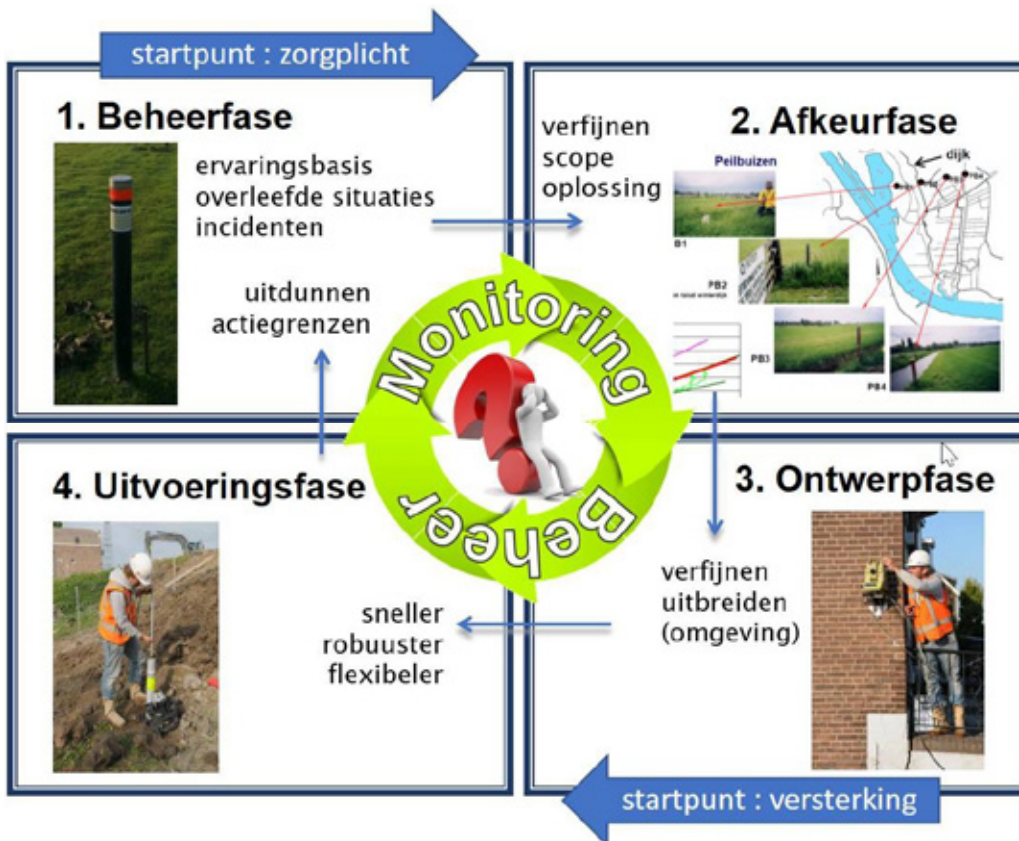 startpunt : zorgplicht
1. Beheerfase
ervaringsbasis
overleefde situaties
incidenten
uitdunnen
actiegrenzen
2. Afkeurfase
verfijnen
scope
oplossing
Peilbuizen
dijk
B1
PB2
PB3
PB4
Monitoring
Beheer
3. Ontwerpfase
verfijnen
uitbreiden
(omgeving)
4. Uitvoeringsfase
sneller
robuuster
flexibeler
startpunt : versterking